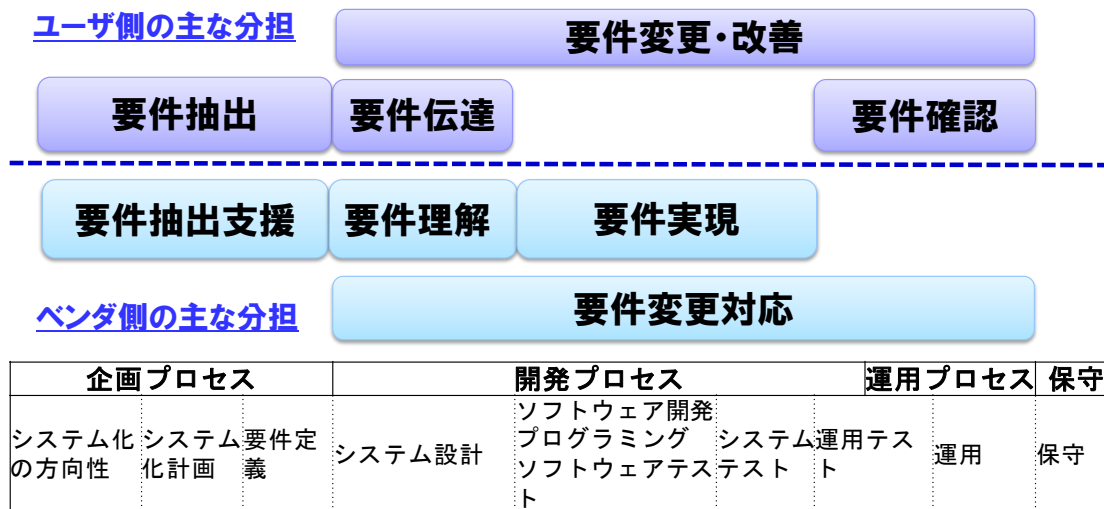 ユーザ側の主な分担
要件変更・改善
要件抽出
要件伝達
要件確認
要件抽出支援
要件理解
要件実現
ベンダ側の主な分担
要件変更対応
企画プロセス
開発プロセス
運用プロセス
保守
システム化
の方向性
システム
化計画
要件定
義
システム設計
ソフトウェア開発
プログラミング
ソフトウェアテス
ト
システム
テスト
運用テス
ト
運用
保守